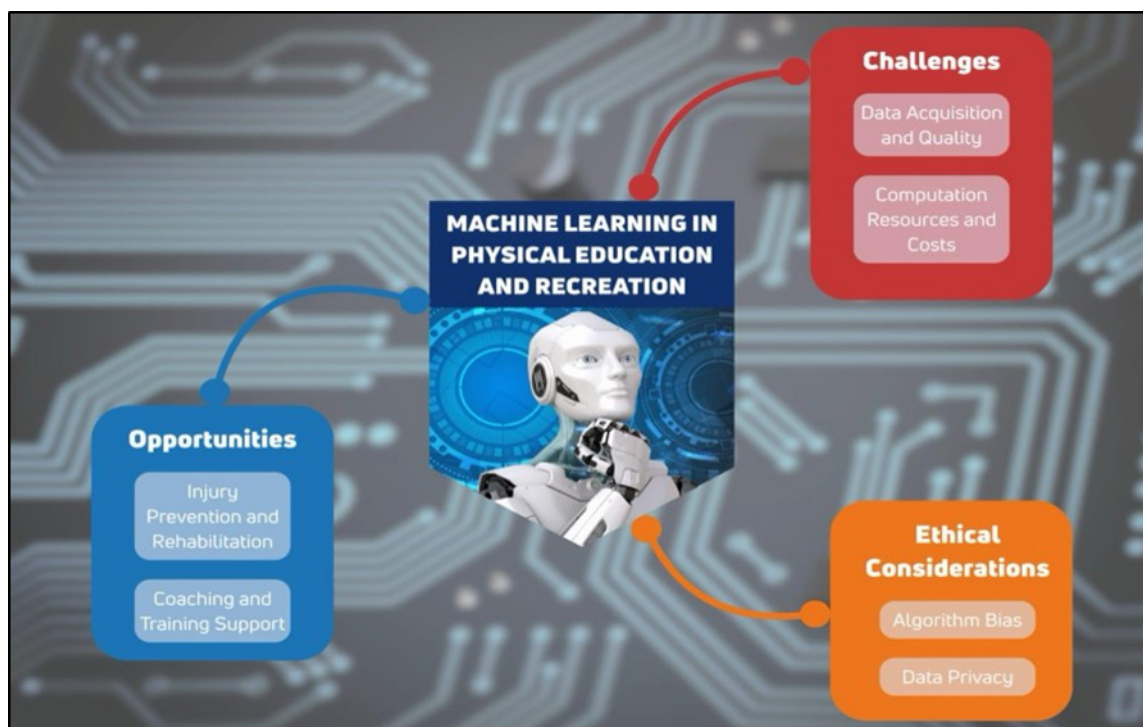 MACHINE LEARNING IN
PHYSICAL EDUCATION
AND RECREATION
Challenges
Data Acquisition
and Quality
Computation
Resources and
Costs
Opportunities
Injury
Prevention and
Rehabilitation
Coaching and
Training Support
Ethical
Considerations
Algorithm Bias
Data Privacy